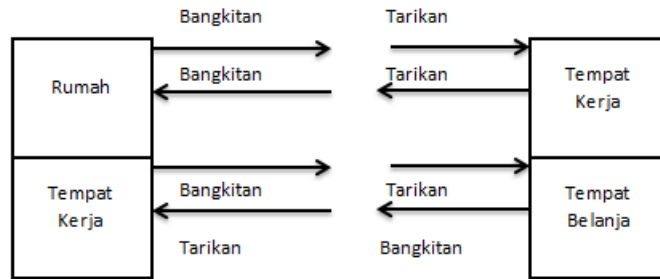 Bangkitan Tarikan
Bangkitan Tarikan
Rumah
Tempat
Kerja
Bangkitan Tarikan
Tempat
Kerja
Tempat
Belanja
Tarikan Bangkitan